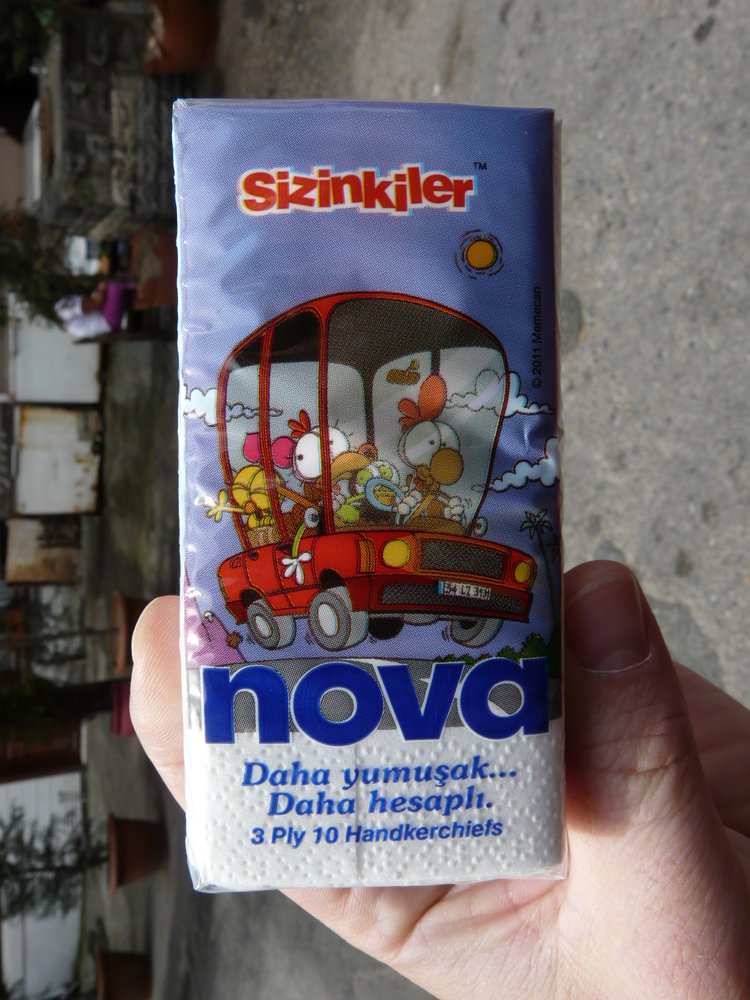 Sizinkiler™
© 2011 Memecan
nova
Daha yumuşak...
Daha hesaplı.
3 Ply 10 Handkerchiefs